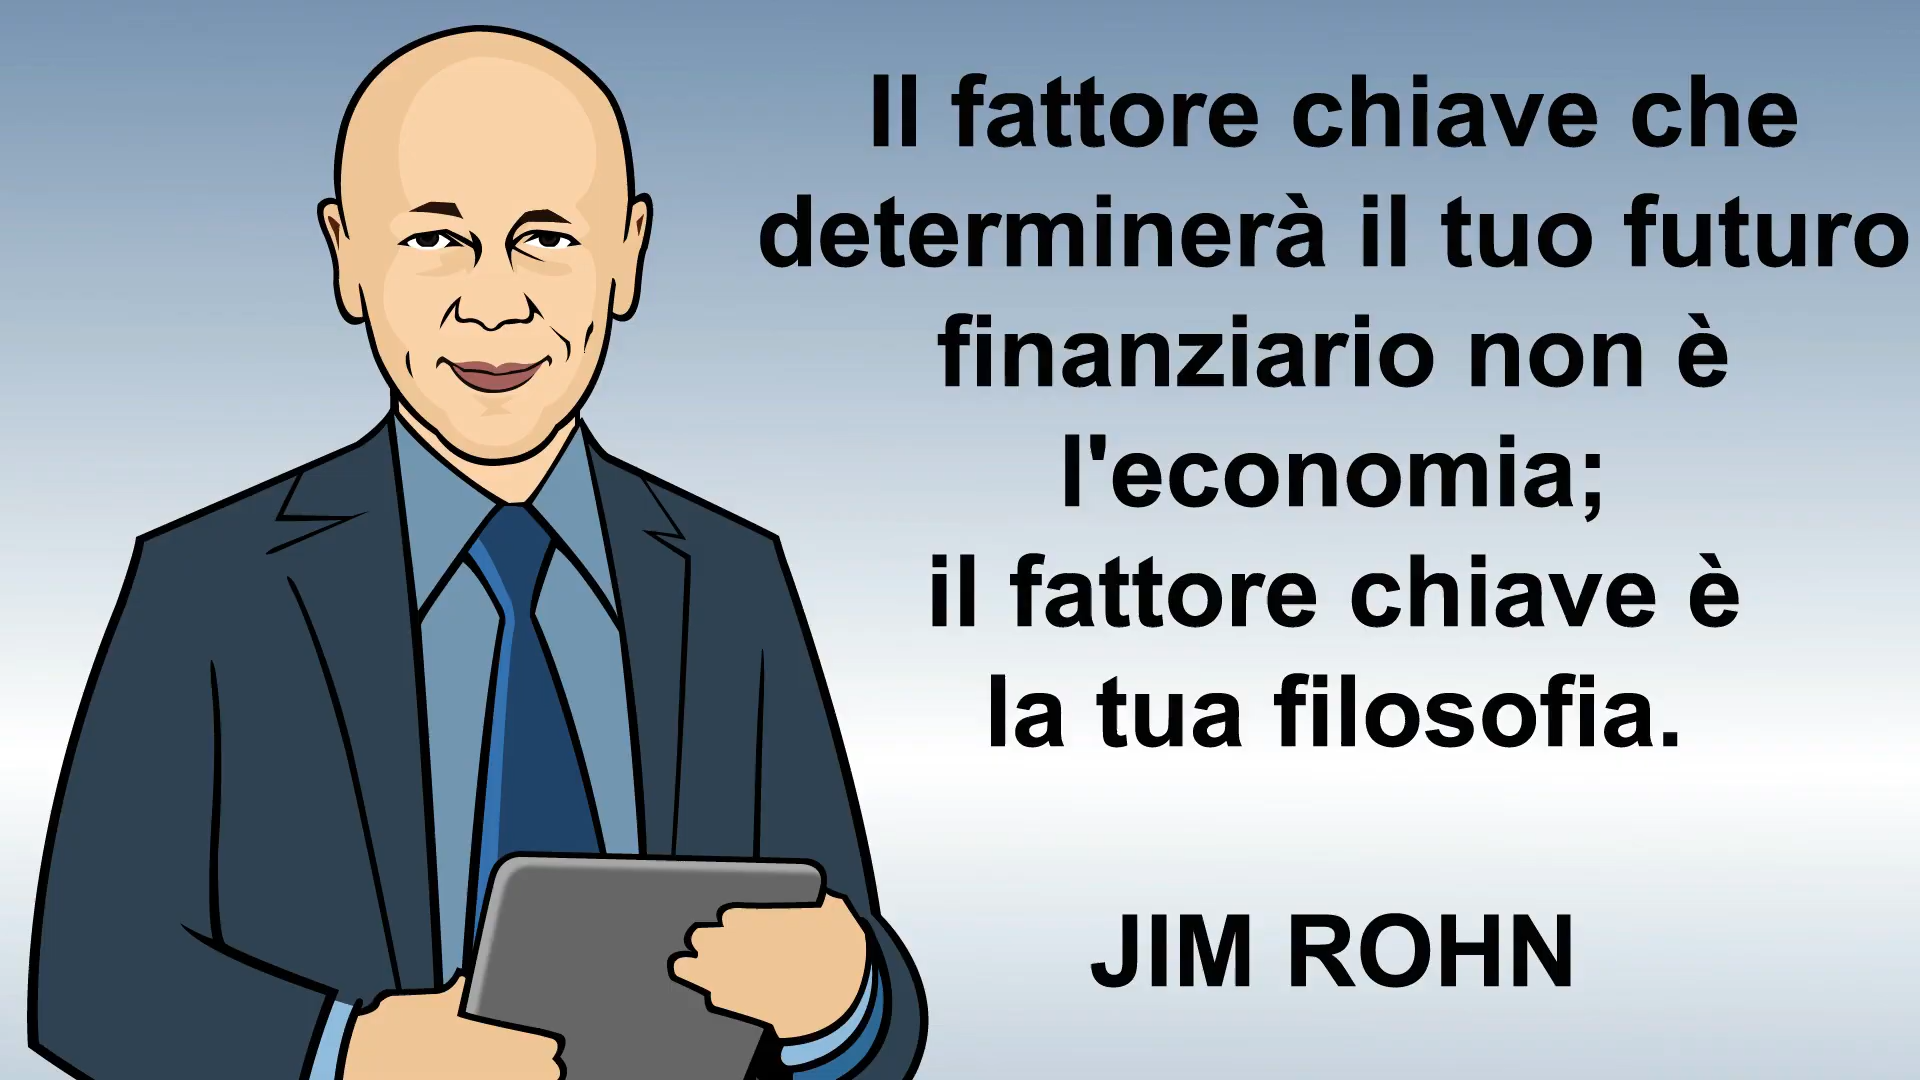 Il fattore chiave che
determinerà il tuo futuro
finanziario non è
l'economia;
il fattore chiave è
la tua filosofia.
JIM ROHN